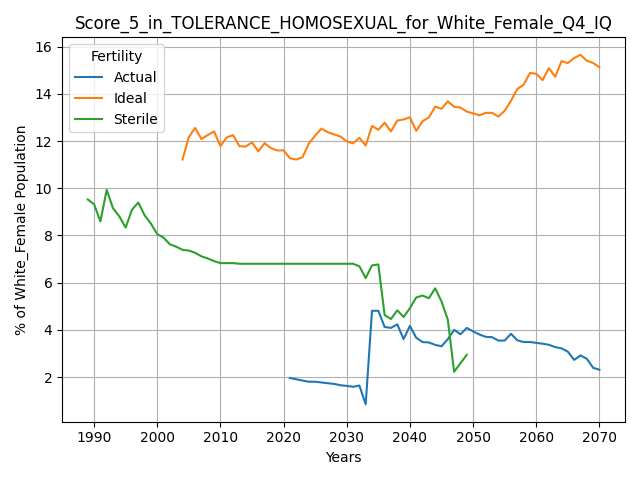 Score_5_in_TOLERANCE_HOMOSEXUAL_for_White_Female_Q4_IQ
Fertility
Actual
Ideal
Sterile
% of White_Female Population
16
14
12
10
8
6
4
2
1990 2000 2010 2020 2030 2040 2050 2060 2070
Years